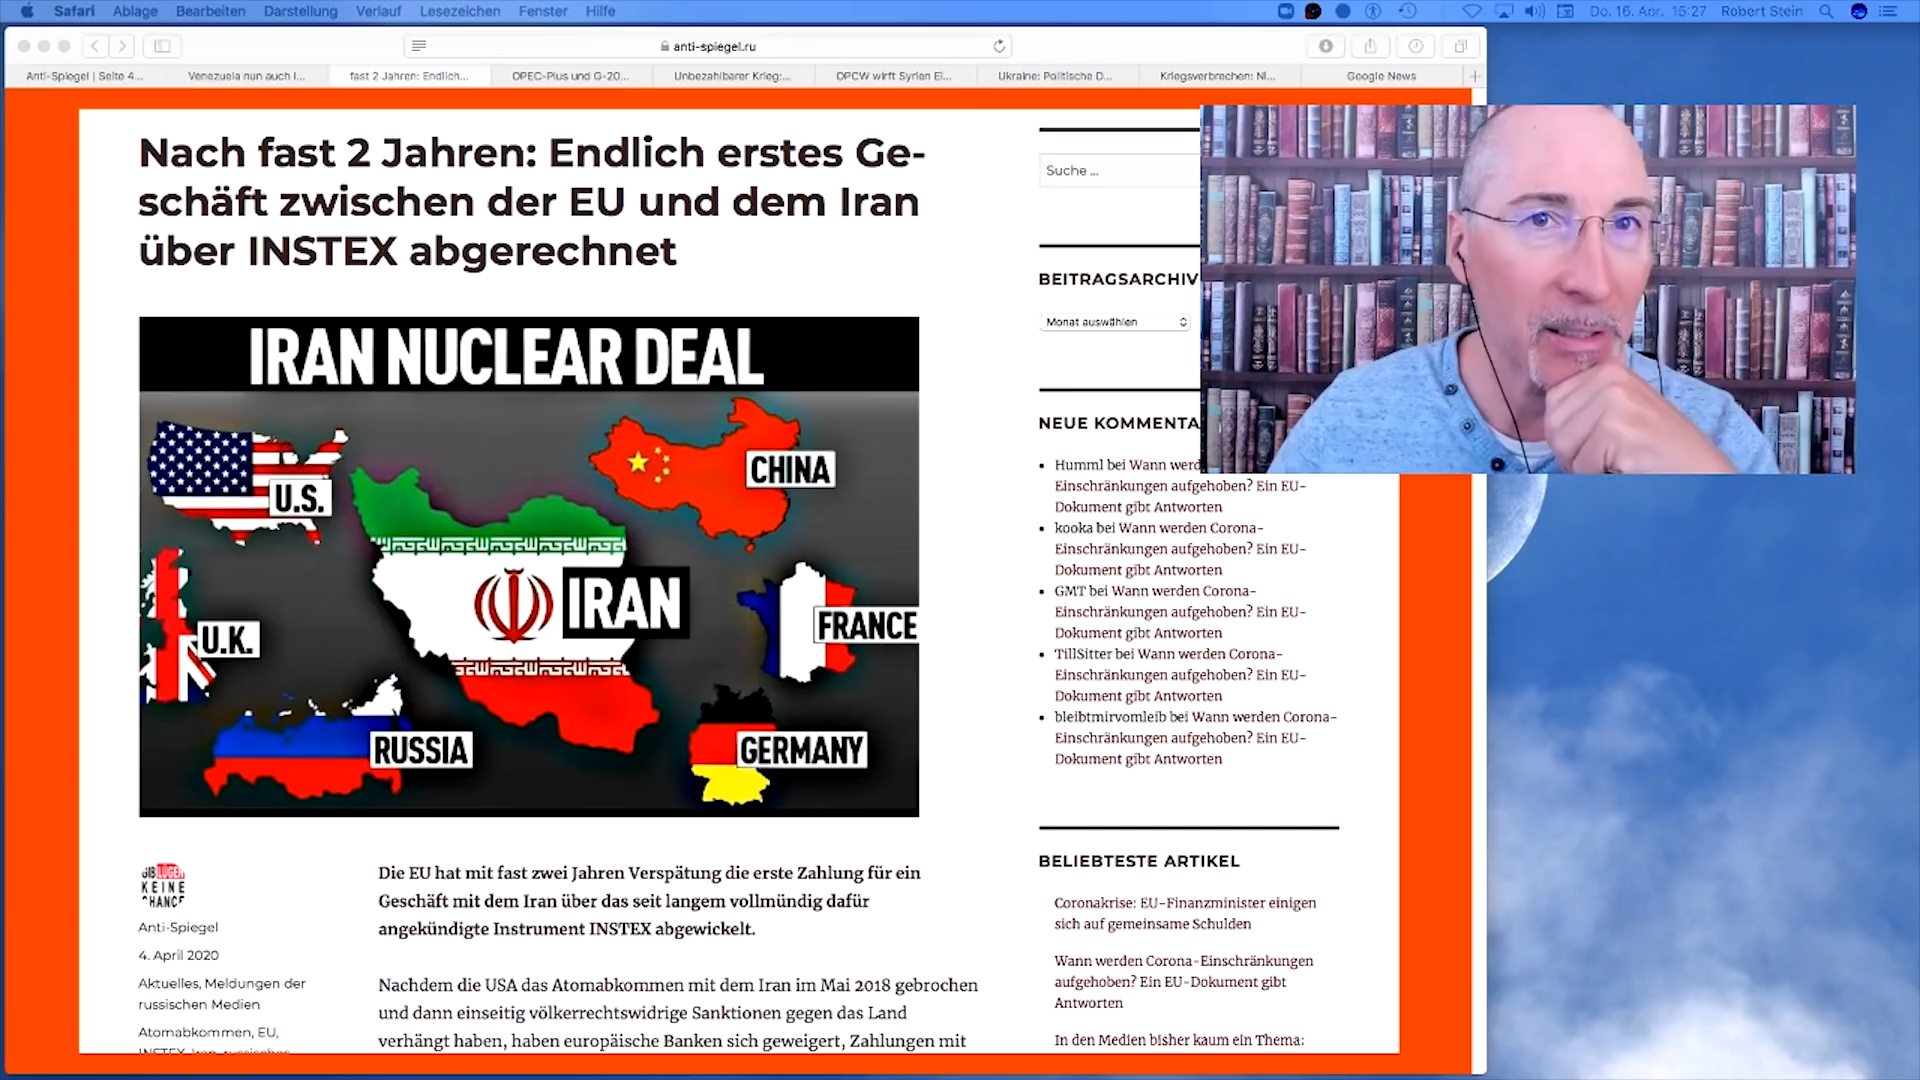 Safari Ablage Bearbeiten Darstellung Verlauf Lesezeichen Fenster Hilfe
Do. 16. Apr. 15:27 Robert Stein
anti-spiegel.ru
Anti-Spiegel | Seite 4...
Venezuela nun auch I...
fast 2 Jahren: Endlich...
OPEC-Plus und G-20...
Unbezahlbarer Krieg:...
OPCW wirft Syrien Ei...
Ukraine: Politische D...
Kriegsverbrechen: Ni...
Google News
Nach fast 2 Jahren: Endlich erstes Ge-
schäft zwischen der EU und dem Iran
über INSTEX abgerechnet
IRAN NUCLEAR DEAL
U.S.
CHINA
IRAN
U.K.
FRANCE
RUSSIA
GERMANY
LÜGEN
KEINE
Anti-Spiegel
4. April 2020
Aktuelles, Meldungen der
russischen Medien
Atomabkommen, EU,
INSTEX, Iran, russisches
Die EU hat mit fast zwei Jahren Verspätung die erste Zahlung für ein
Geschäft mit dem Iran über das seit langem vollmündig dafür
angekündigte Instrument INSTEX abgewickelt.
Nachdem die USA das Atomabkommen mit dem Iran im Mai 2018 gebrochen
und dann einseitig völkerrechtswidrige Sanktionen gegen das Land
verhängt haben, haben europäische Banken sich geweigert, Zahlungen mit
Suche ...
BEITRAGSARCHIV
Monat auswählen
NEUE KOMMENTA
Humml bei Wann werd
Einschränkungen aufgehoben? Ein EU-
Dokument gibt Antworten
kooka bei Wann werden Corona-
Einschränkungen aufgehoben? Ein EU-
Dokument gibt Antworten
GMT bei Wann werden Corona-
Einschränkungen aufgehoben? Ein EU-
Dokument gibt Antworten
TillSitter bei Wann werden Corona-
Einschränkungen aufgehoben? Ein EU-
Dokument gibt Antworten
bleibtmirvomleib bei Wann werden Corona-
Einschränkungen aufgehoben? Ein EU-
Dokument gibt Antworten
BELIEBTESTE ARTIKEL
Coronakrise: EU-Finanzminister einigen
sich auf gemeinsame Schulden
Wann werden Corona-Einschränkungen
aufgehoben? Ein EU-Dokument gibt
Antworten
In den Medien bisher kaum ein Thema: